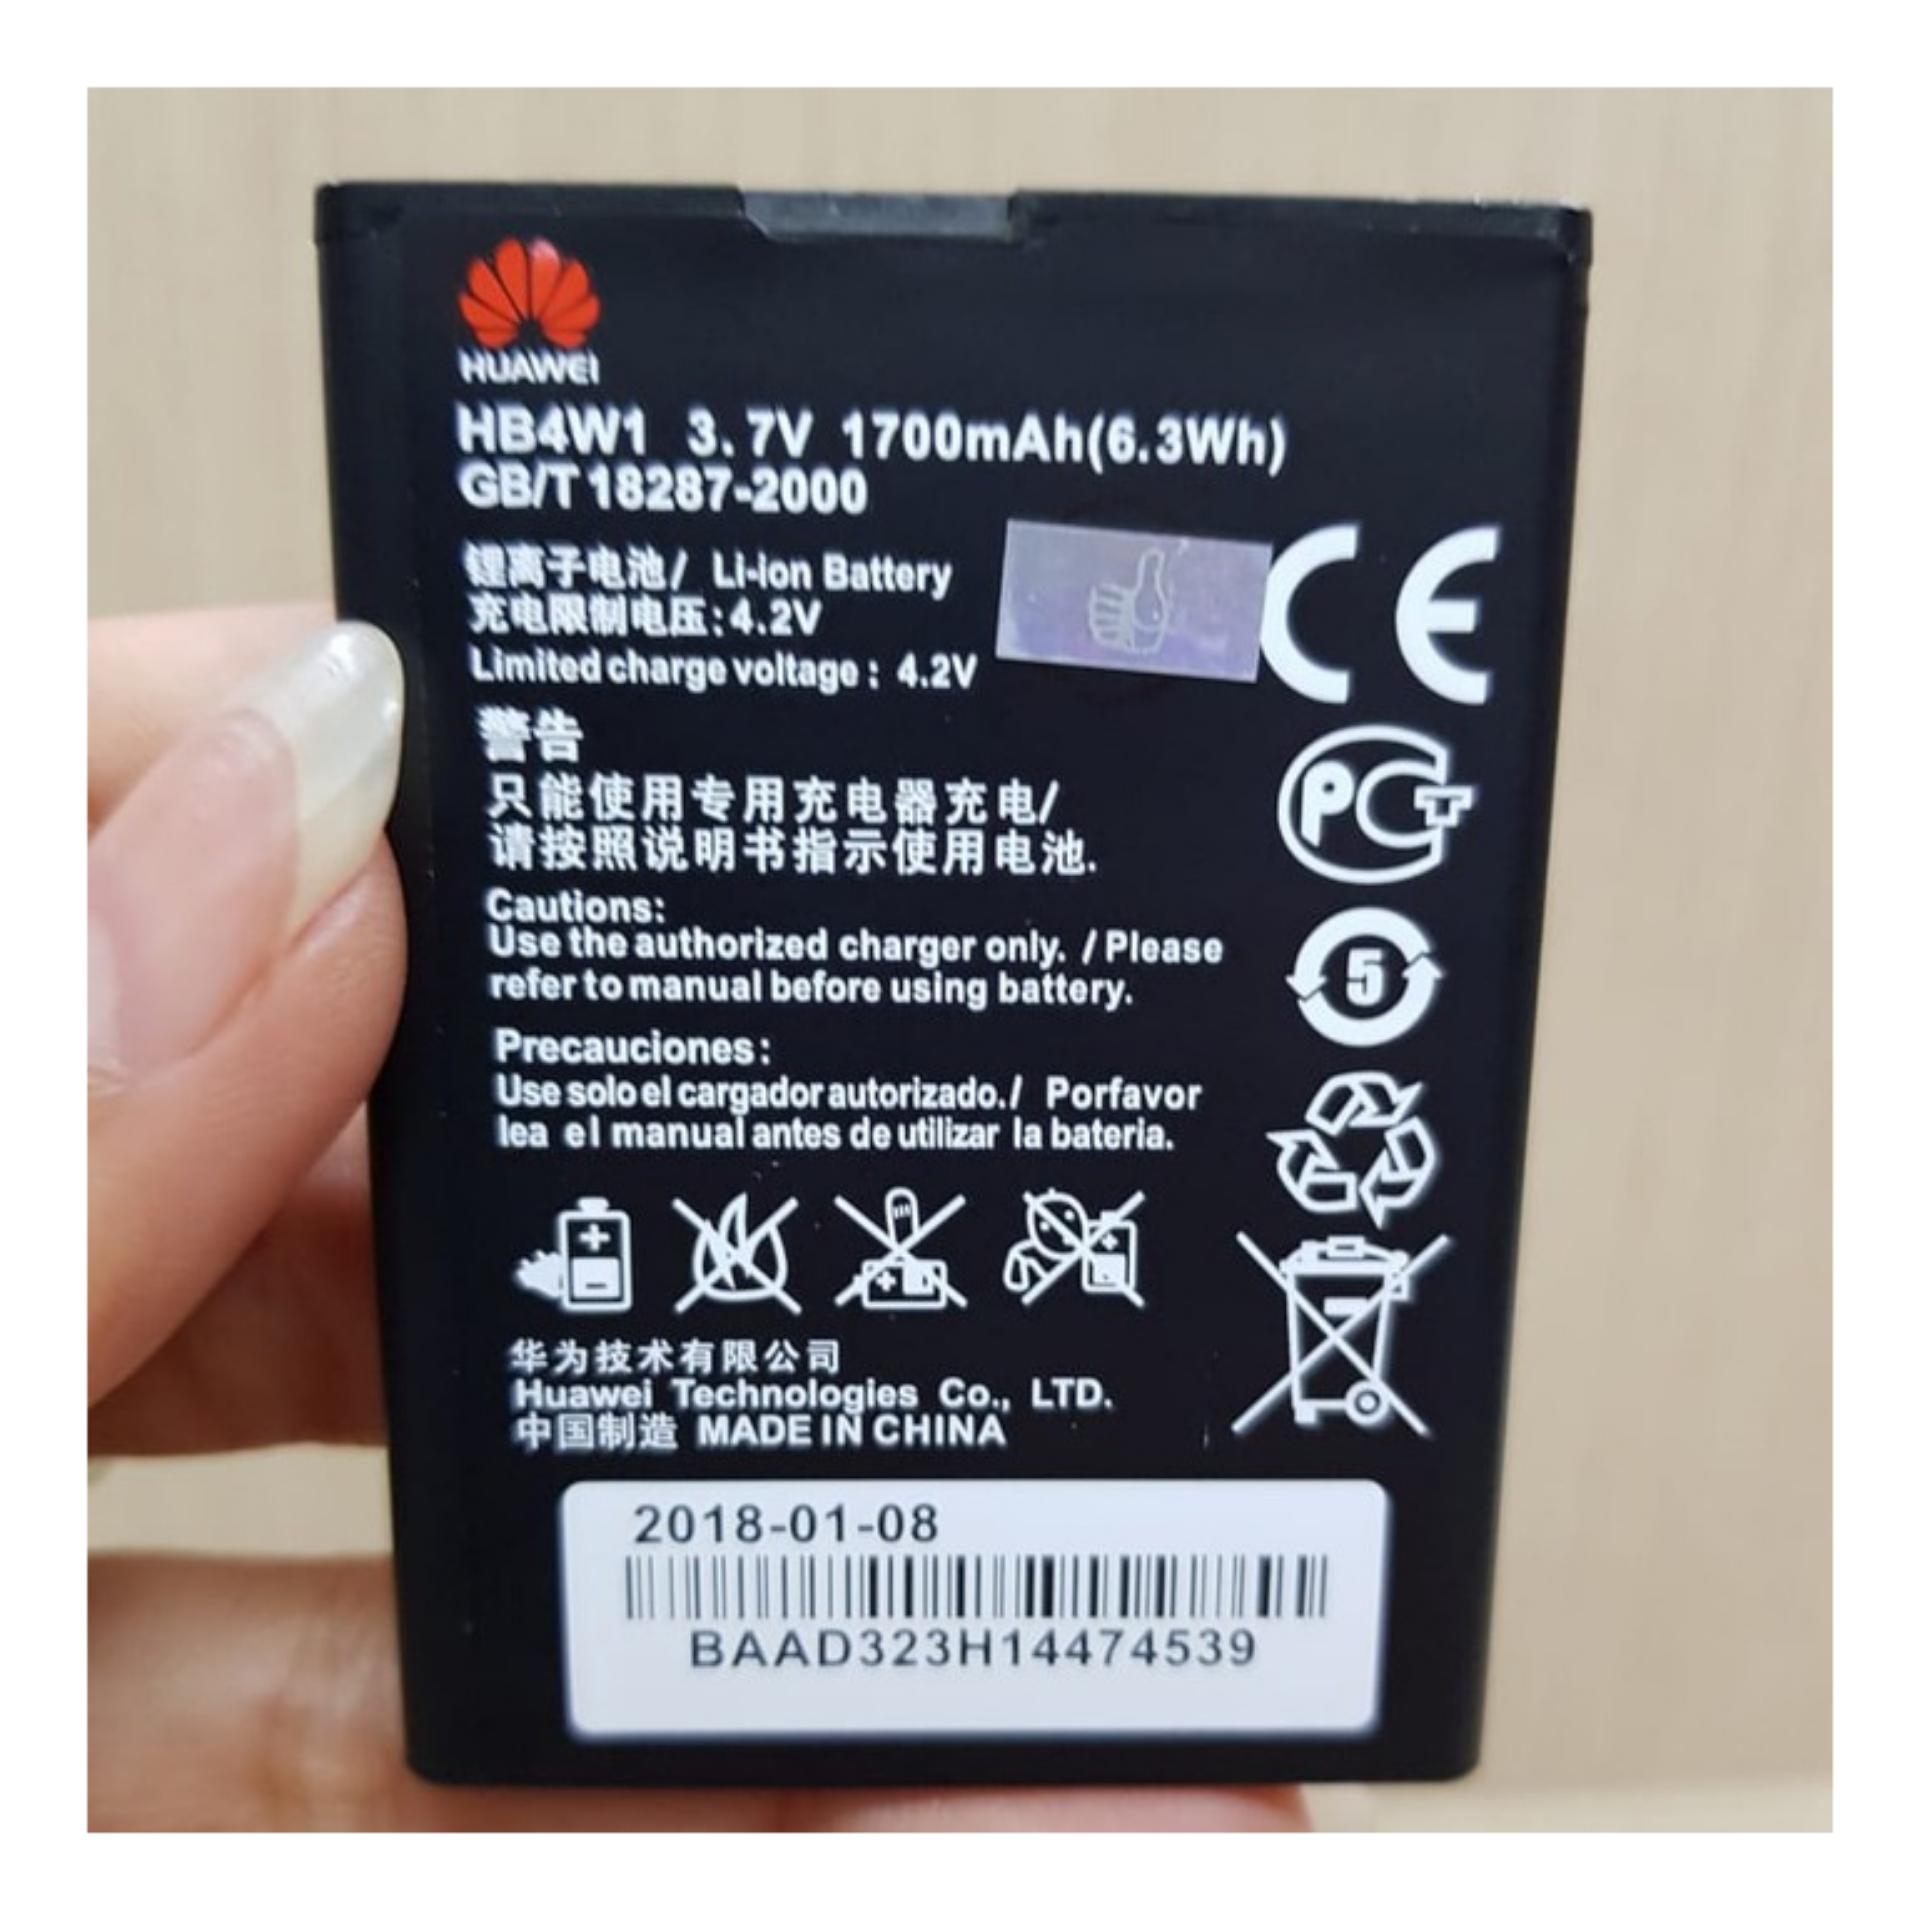 HUAWEI
HB4W1 3.7V 1700mAh(6.3Wh)
GB/T 18287-2000
锂离子电池/ Li-ion Battery
充电限制电压:4.2V
Limited charge voltage: 4.2V
CE
警告
只能使用专用充电器充电/
请按照说明书指示使用电池.
PCT
Cautions:
Use the authorized charger only. / Please
refer to manual before using battery.
5
Precauciones:
Use solo el cargador autorizado./ Porfavor
lea el manual antes de utilizar la bateria.
华为技术有限公司
Huawei Technologies Co., LTD.
中国制造 MADE IN CHINA
2018-01-08
BAAD323H14474539